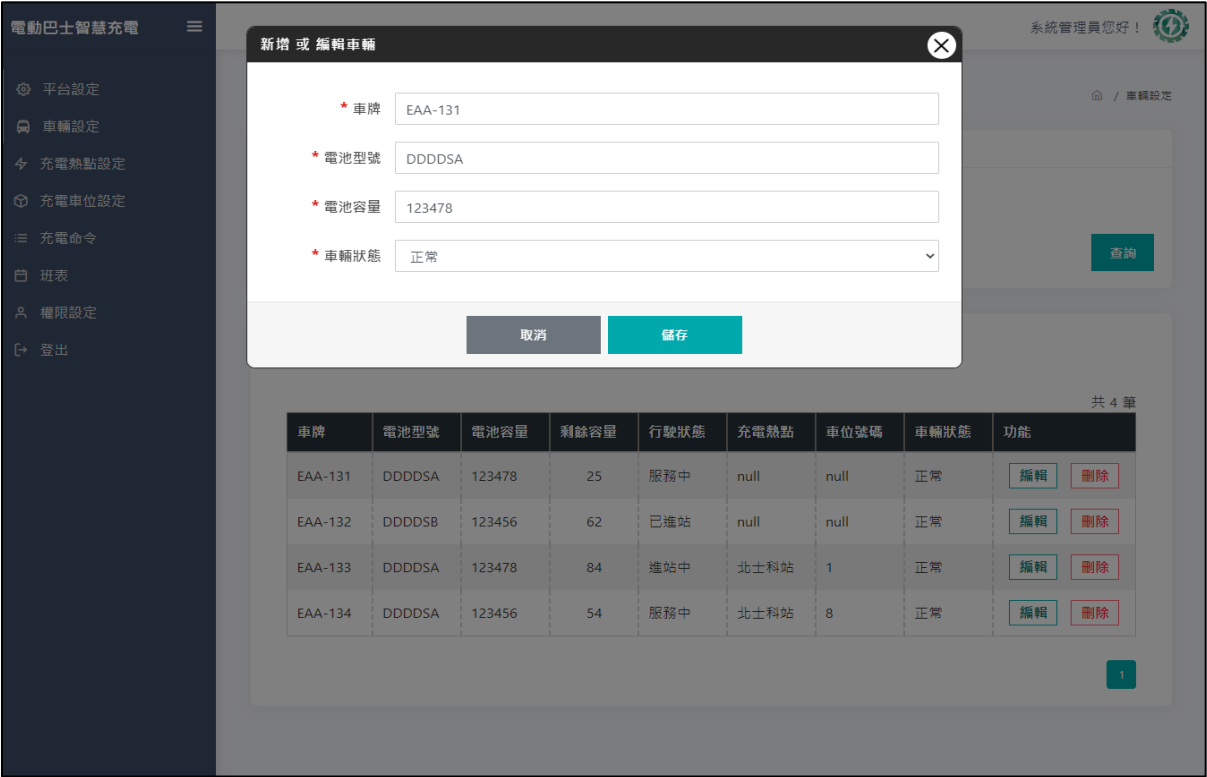 電動巴士智慧充電
系統管理員您好！
平台設定
車輛設定
充電熱點設定
充電車位設定
充電命令
班表
權限設定
登出
/ 車輛設定
新增 或 編輯車輛
* 車牌 EAA-131
* 電池型號 DDDDSA
* 電池容量 123478
* 車輛狀態 正常
取消 儲存
查詢
共 4 筆
車牌 電池型號 電池容量 剩餘容量 行駛狀態 充電熱點 車位號碼 車輛狀態 功能
EAA-131 DDDDSA 123478 25 服務中 null null 正常 編輯 刪除
EAA-132 DDDDSB 123456 62 已進站 null null 正常 編輯 刪除
EAA-133 DDDDSA 123478 84 進站中 北士科站 1 正常 編輯 刪除
EAA-134 DDDDSA 123456 54 服務中 北士科站 8 正常 編輯 刪除
1